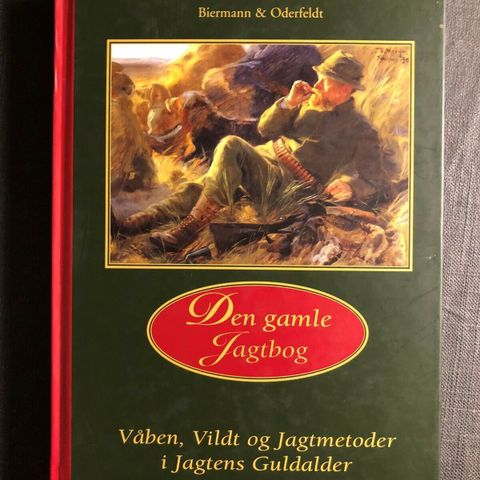 Biermann & Oderfeldt
Den gamle
Jagtbog
Våben, Vildt og Jagtmetoder
i Jagtens Guldalder